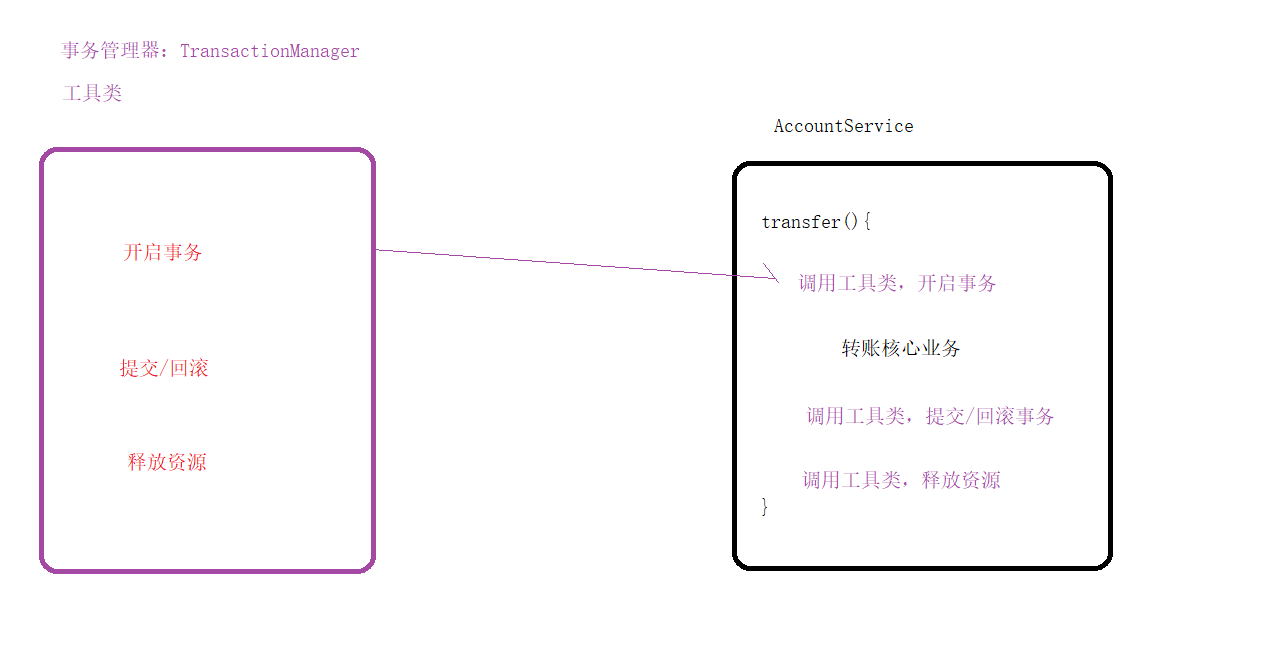 事务管理器：TransactionManager
工具类
开启事务
提交/回滚
释放资源
AccountService
transfer(){
调用工具类，开启事务
转账核心业务
调用工具类，提交/回滚事务
调用工具类，释放资源
}